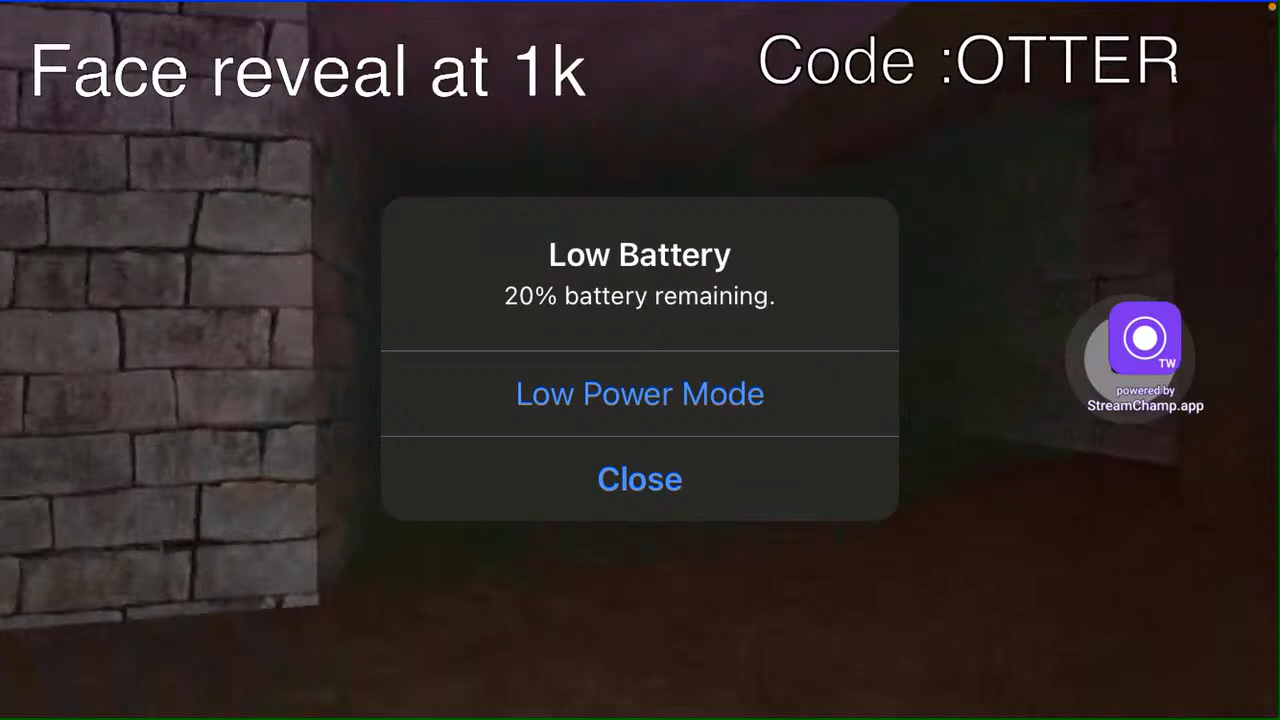 Face reveal at 1k
Code :OTTER
Low Battery
20% battery remaining.
Low Power Mode
Close
TW
powered by
StreamChamp.app